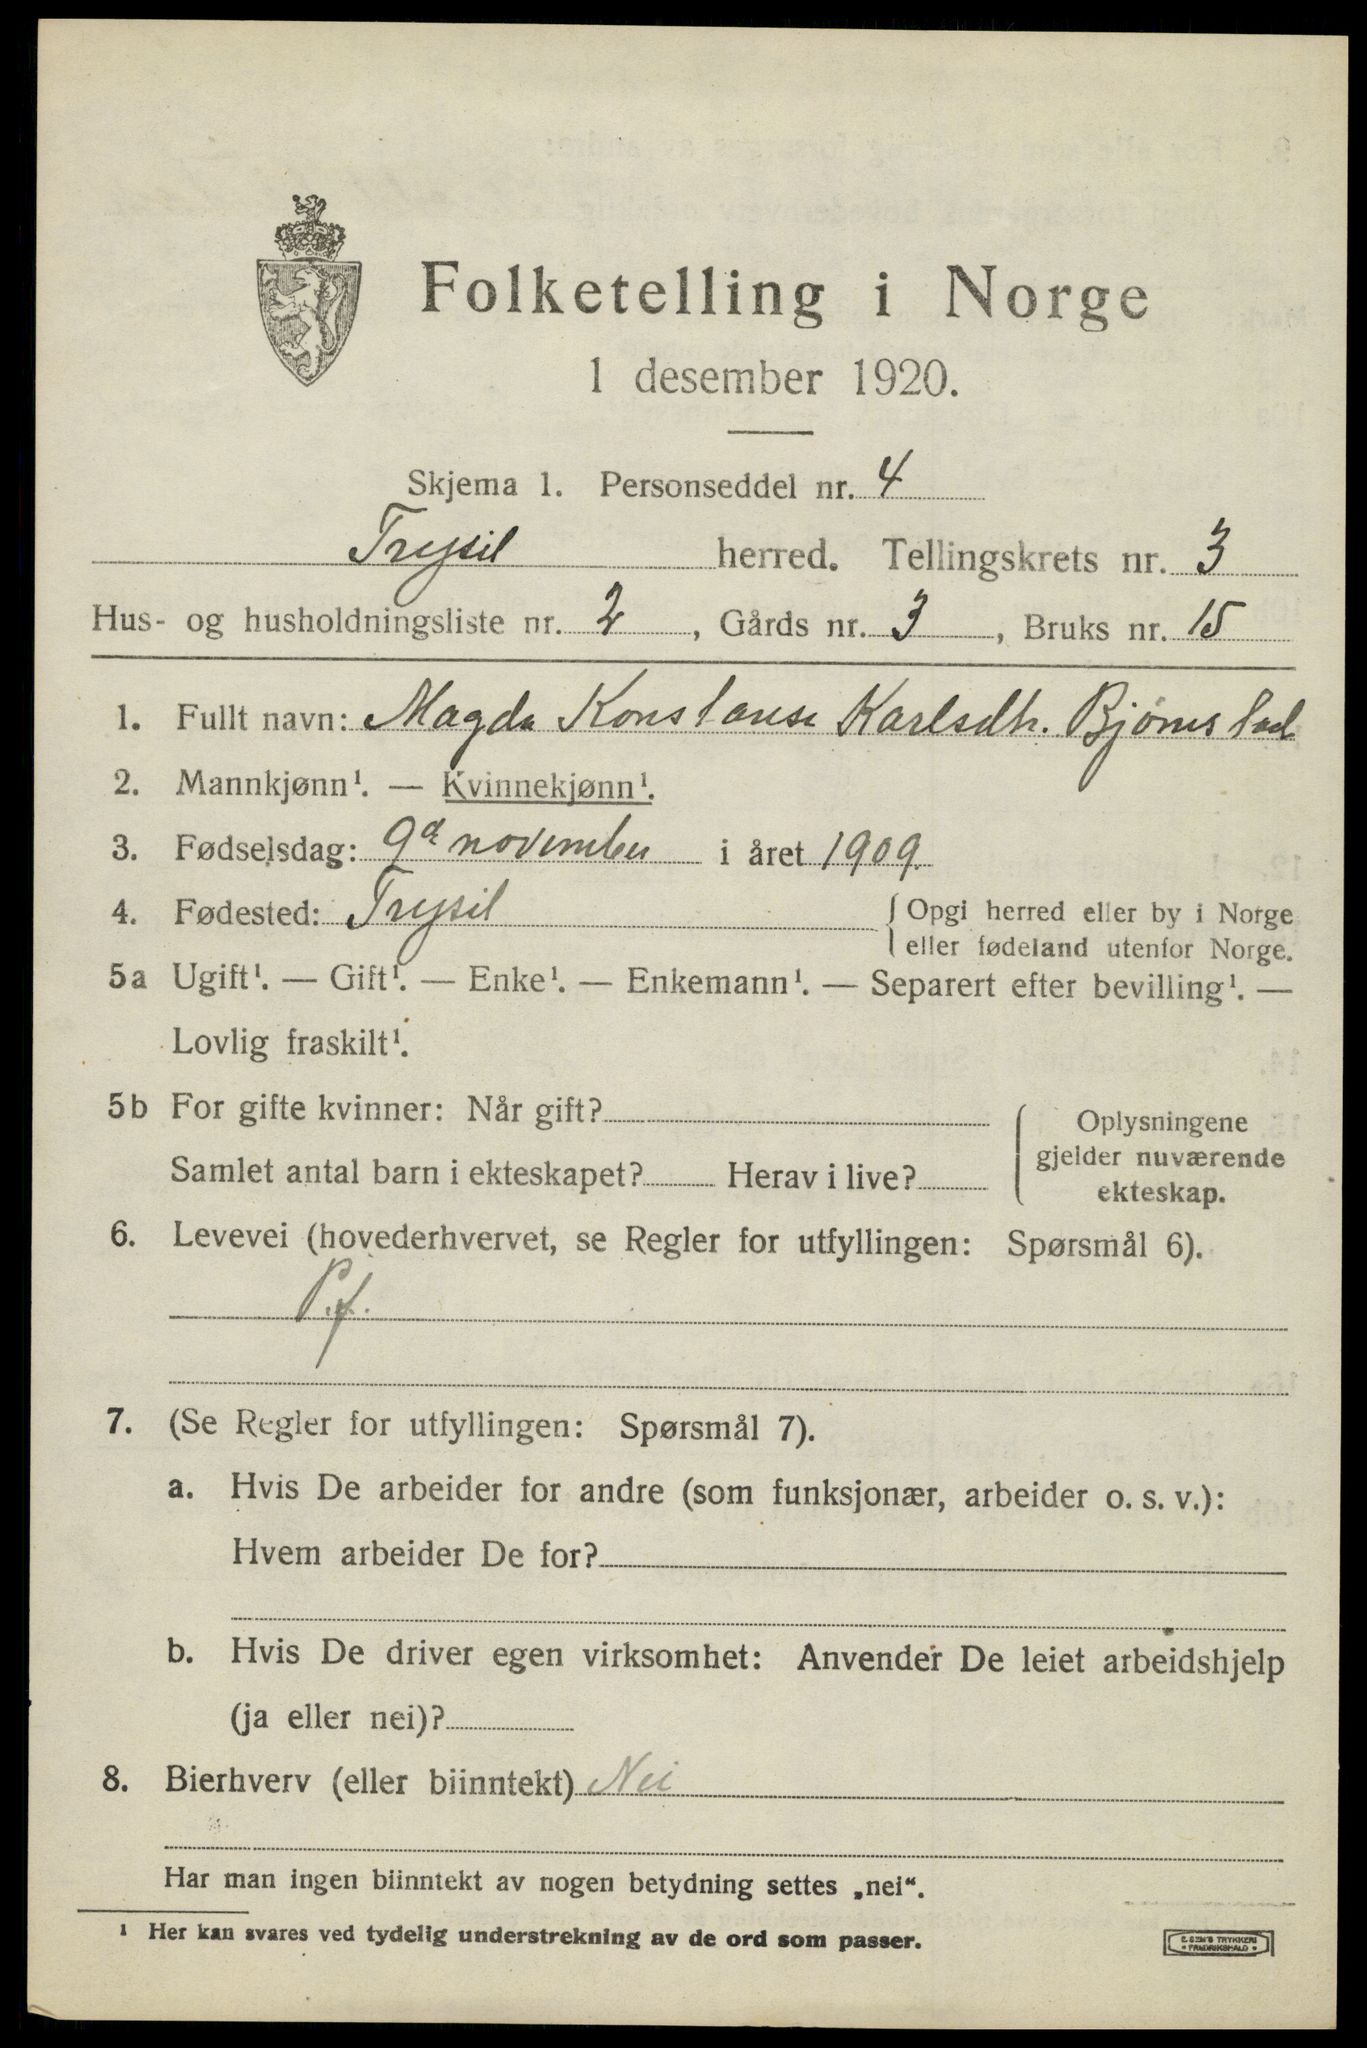 Folketelling i Norge
1 desember 1920.
Skjema 1. Personseddel nr. 4
Trysil herred. Tellingskrets nr. 3
Hus- og husholdningsliste nr. 2, Gårds nr. 3, Bruks nr. 15
1. Fullt navn: Magda Konstanse Karlsdh. Bjørnstad
2. Mannkjønn¹. — Kvinnekjønn¹.
3. Fødselsdag: 9d november i året 1909.
4. Fødested: Trysil { Opgi herred eller by i Norge
eller fødeland utenfor Norge.
5a Ugift¹. — Gift¹. — Enke¹. — Enkemann¹. — Separert efter bevilling¹. —
Lovlig fraskilt¹.
5b For gifte kvinner: Når gift? { Oplysningene
Samlet antal barn i ekteskapet? Herav i live? gjelder nuværende
ekteskap.
6. Levevei (hovederhvervet, se Regler for utfyllingen: Spørsmål 6).
P.f.
7. (Se Regler for utfyllingen: Spørsmål 7).
a. Hvis De arbeider for andre (som funksjonær, arbeider o. s. v.):
Hvem arbeider De for?
b. Hvis De driver egen virksomhet: Anvender De leiet arbeidshjelp
(ja eller nei)?
8. Bierhverv (eller biinntekt) Nei
Har man ingen biinntekt av nogen betydning settes „nei“.
¹ Her kan svares ved tydelig understrekning av de ord som passer.
TRYKKERI
FREDRIKSHALD